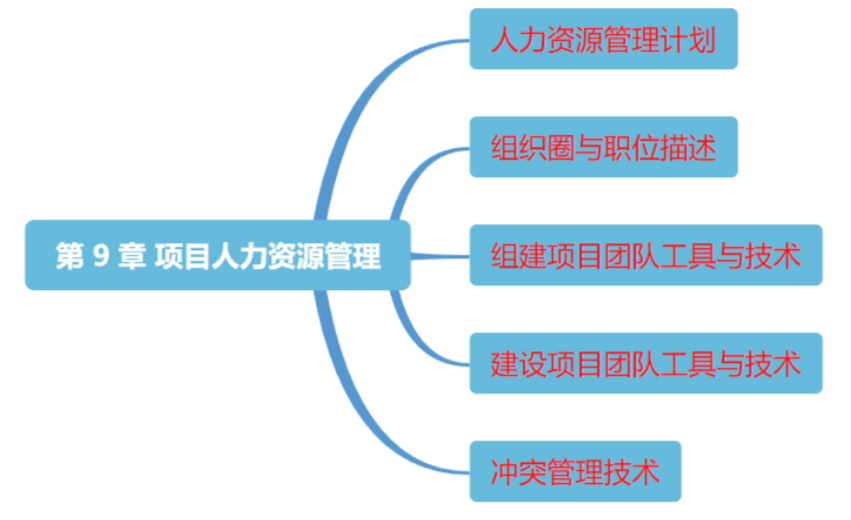 人力资源管理计划
组织圈与职位描述
第 9 章 项目人力资源管理
组建项目团队工具与技术
建设项目团队工具与技术
冲突管理技术